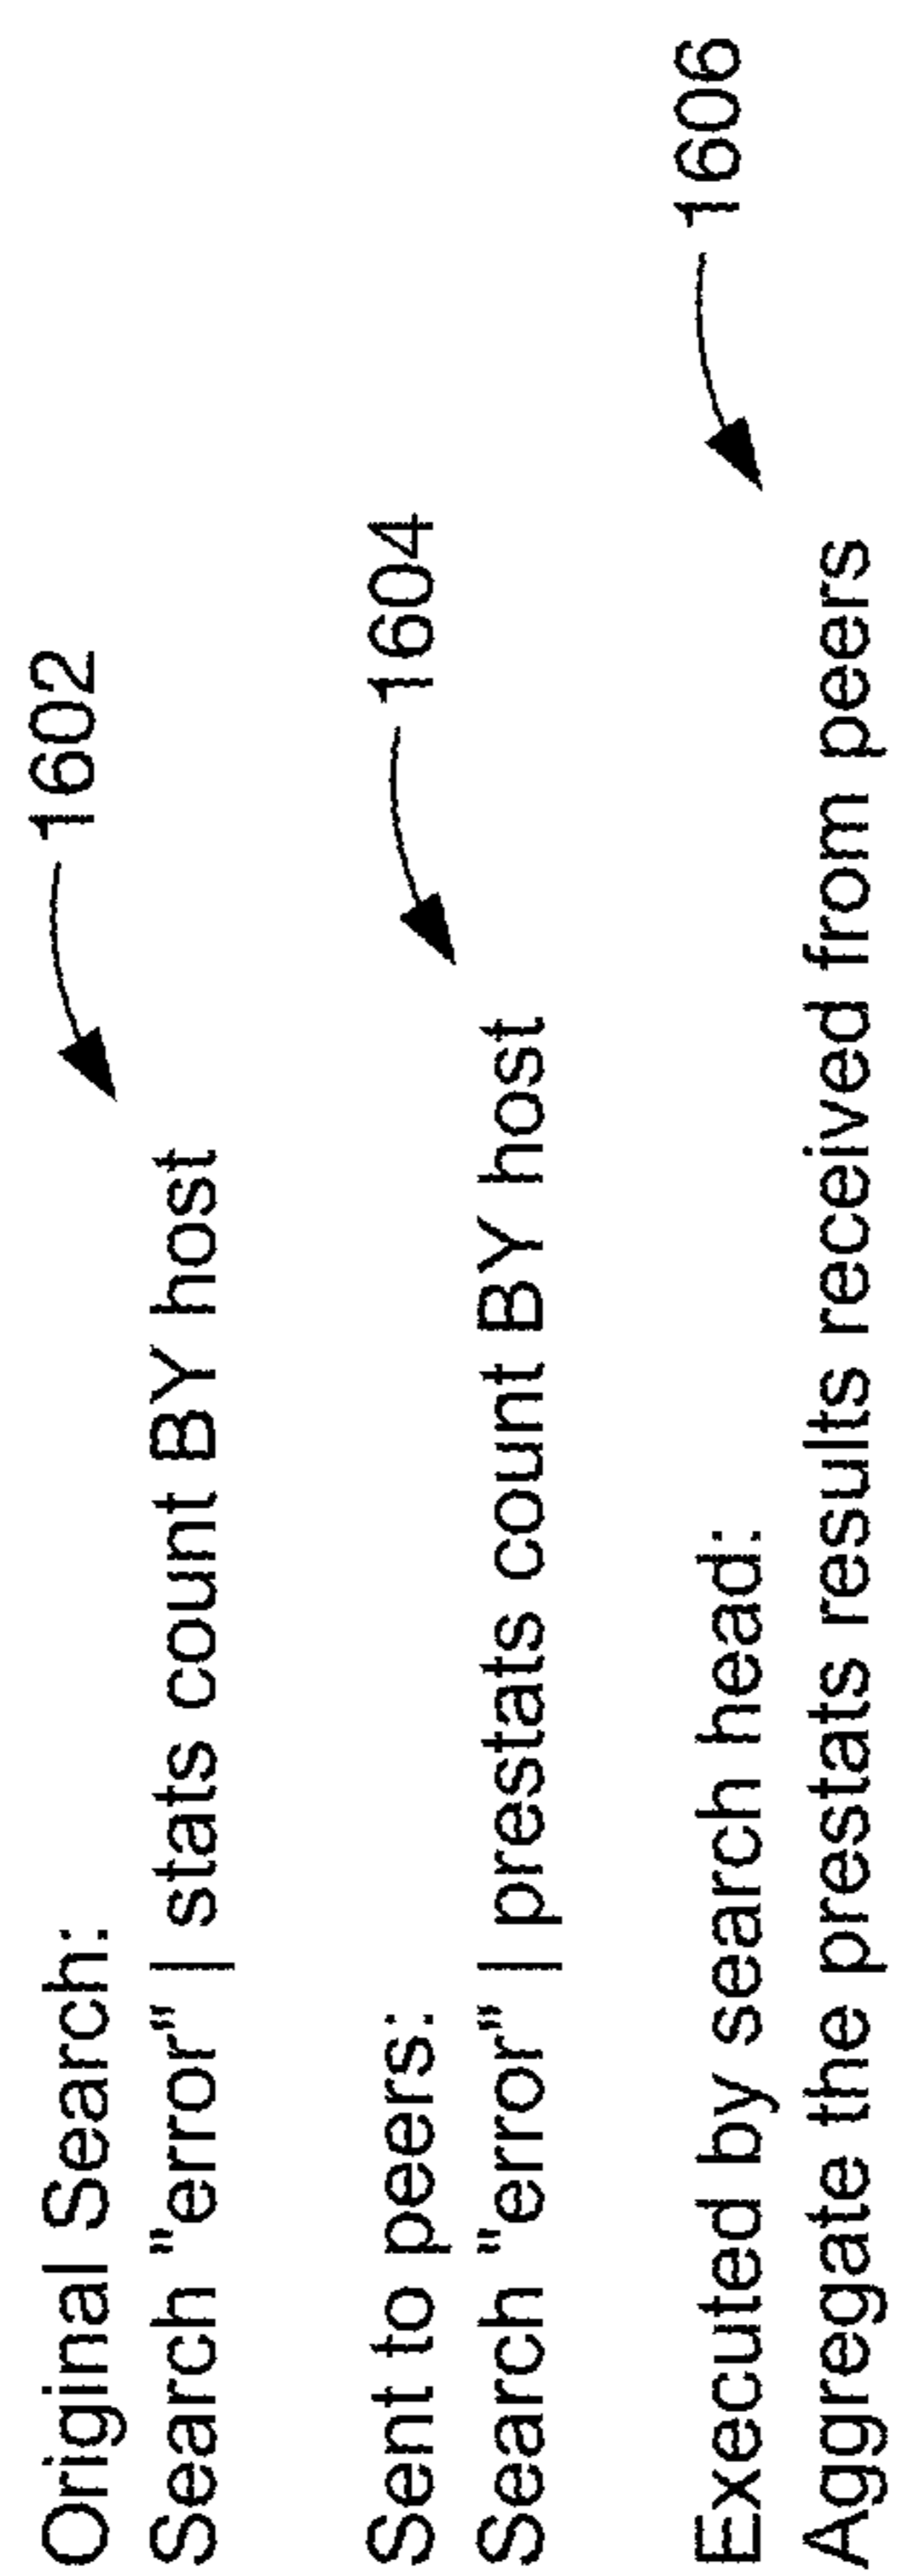 Original Search: 1602
Search "error" | stats count BY host
Sent to peers: 1604
Search "error" | prestats count BY host
Executed by search head: 1606
Aggregate the prestats results received from peers